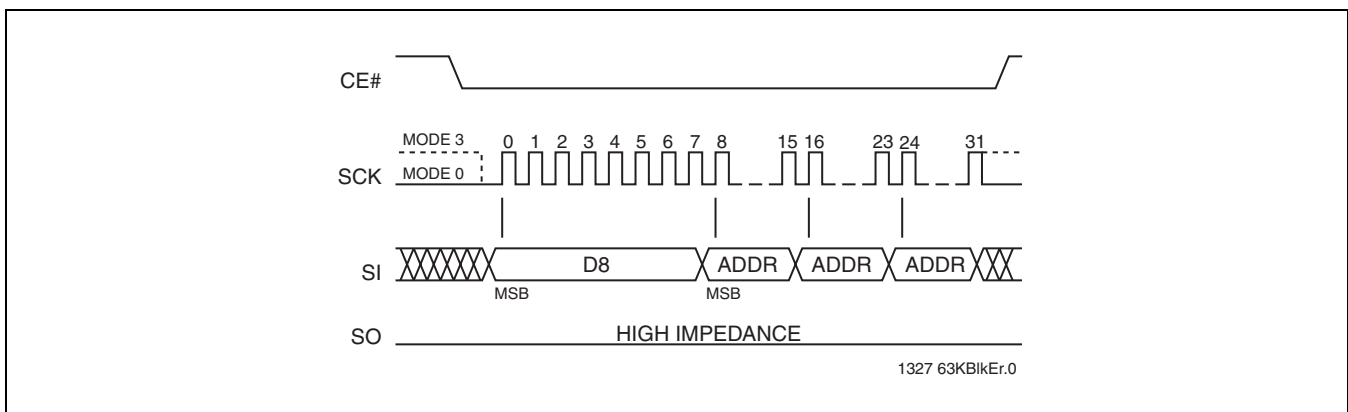 CE#
MODE 3
0 1 2 3 4 5 6 7 8 15 16 23 24 31
SCK
MODE 0
SI
D8 ADDR ADDR ADDR
MSB MSB
SO
HIGH IMPEDANCE
1327 63KBlkEr.0